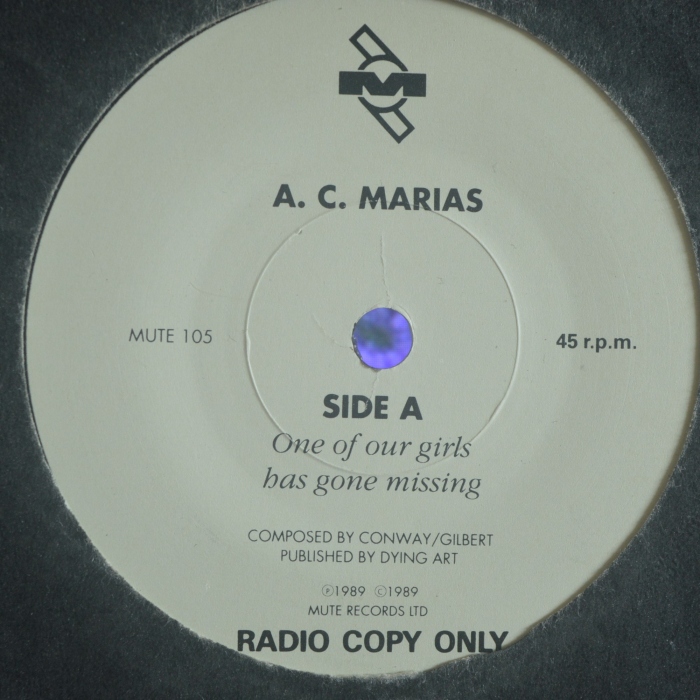 M
A. C. MARIAS
MUTE 105
45 r.p.m.
SIDE A
One of our girls
has gone missing
COMPOSED BY CONWAY/GILBERT
PUBLISHED BY DYING ART
℗1989 ©1989
MUTE RECORDS LTD
RADIO COPY ONLY